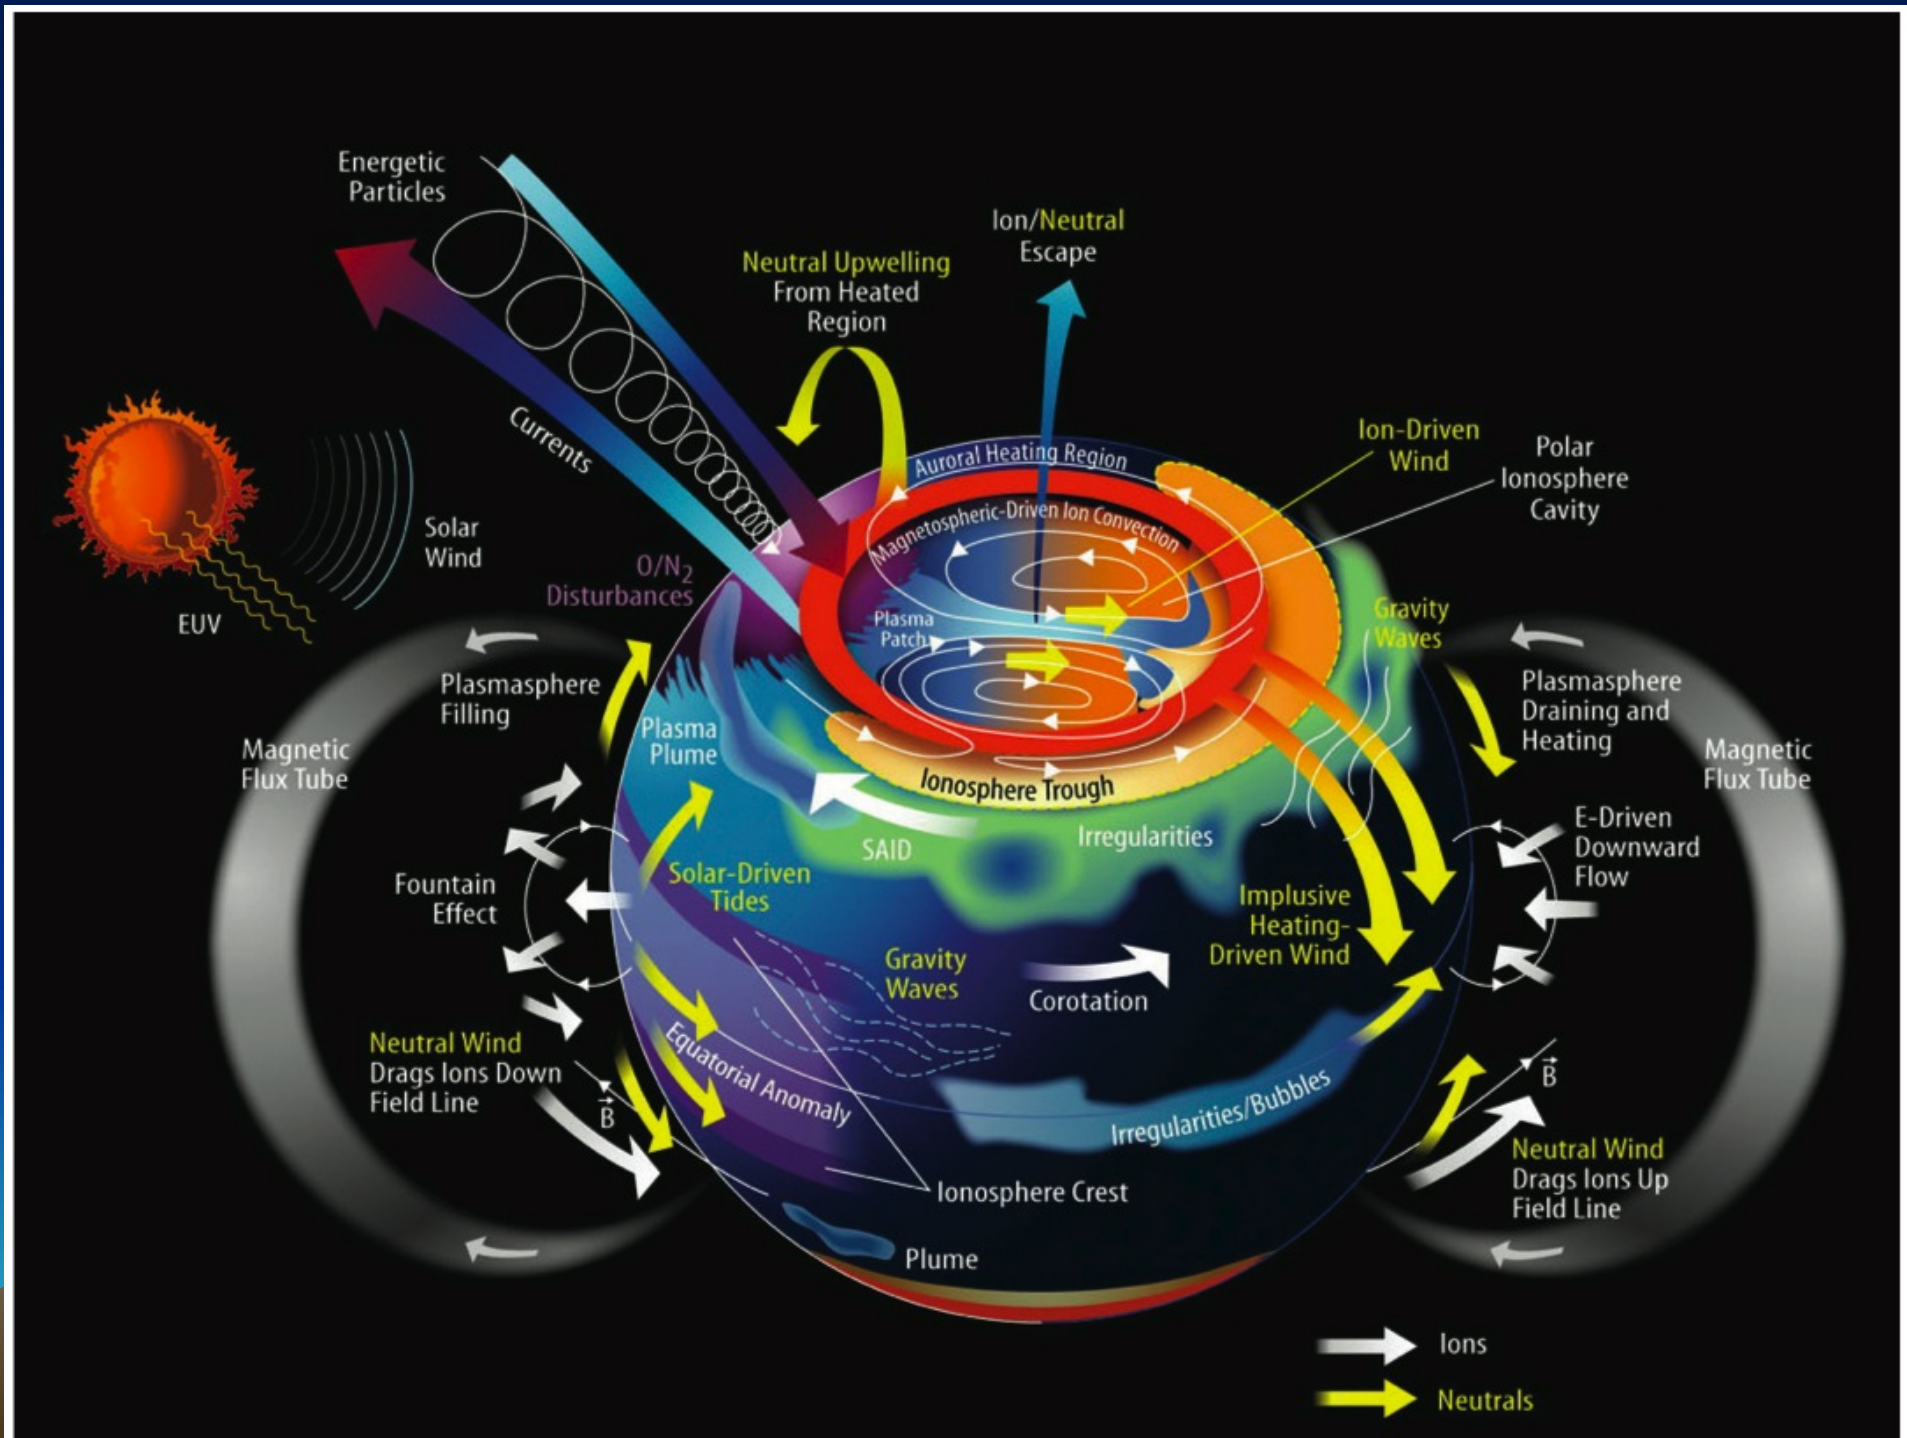 Energetic
Particles
Ion/Neutral
Escape
Neutral Upwelling
From Heated
Region
Currents
Solar
Wind
EUV
Auroral Heating Region
Ion-Driven
Wind
Polar
Ionosphere
Cavity
Magnetospheric-Driven Ion Convection
O/N₂
Disturbances
Plasma
Patch
Gravity
Waves
Plasmasphere
Filling
Plasmasphere
Draining and
Heating
Magnetic
Flux Tube
Plasma
Plume
Magnetic
Flux Tube
Ionosphere Trough
SAID
Irregularities
E-Driven
Downward
Flow
Fountain
Effect
Solar-Driven
Tides
Implusive
Heating-
Driven Wind
Gravity
Waves
Corotation
Neutral Wind
Drags Ions Down
Field Line
B⃗
Equatorial Anomaly
Irregularities/Bubbles
B⃗
Neutral Wind
Drags Ions Up
Field Line
Ionosphere Crest
Plume
Ions
Neutrals